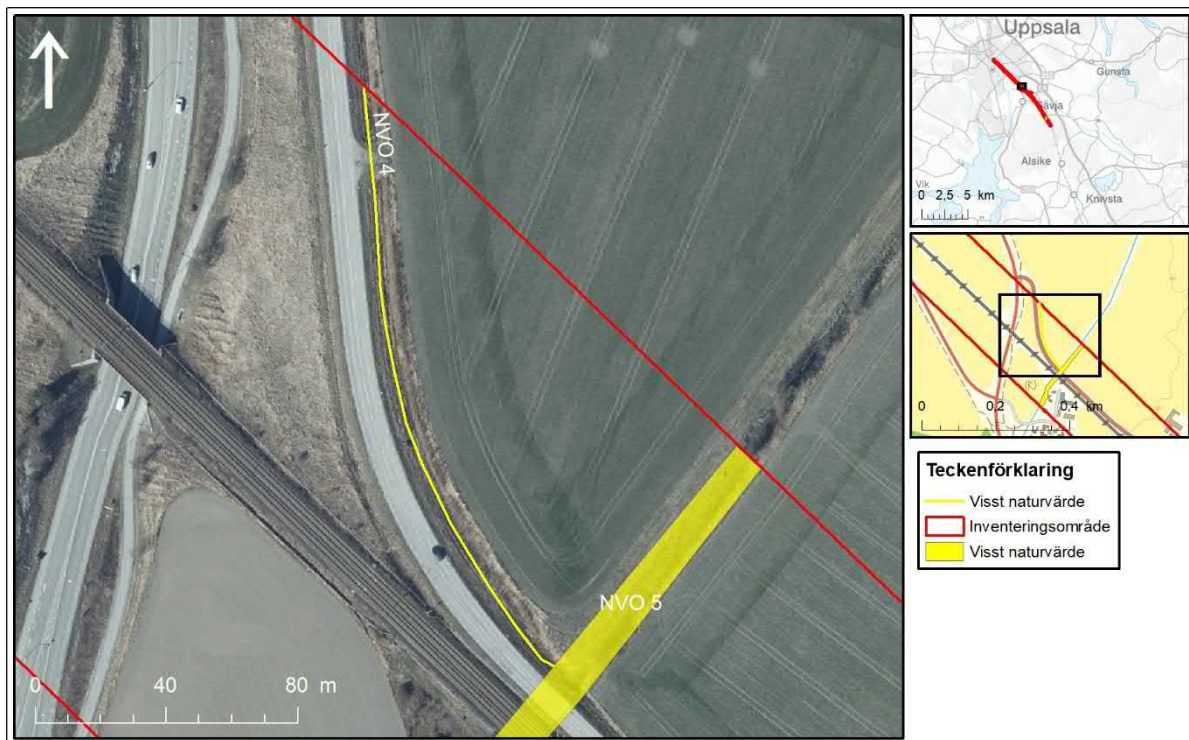 NVO 4
NVO 5
0 40 80 m
Uppsala
Gunsta
Sävja
Alsike
Vik
Knivsta
0 2,5 5 km
(R)
0 0,2 0,4 km
Teckenförklaring
Visst naturvärde
Inventeringsområde
Visst naturvärde